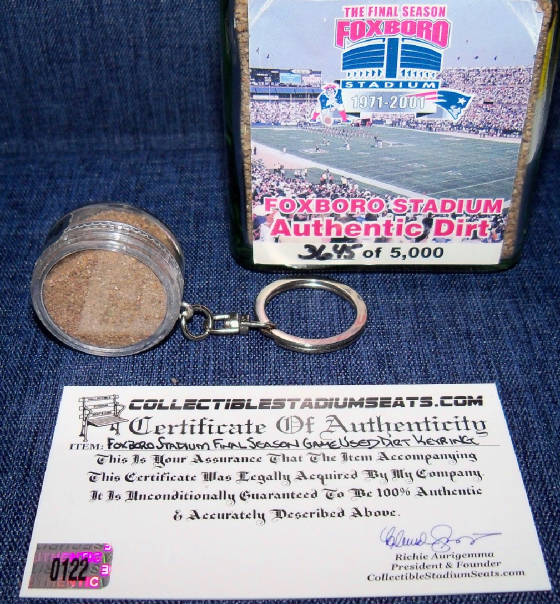 THE FINAL SEASON
FOXBORO
STADIUM
1971-2001
FOXBORO STADIUM
Authentic Dirt
3645 of 5,000
COLLECTIBLESTADIUMSEATS.COM
Certificate Of Authenticity
ITEM: FOXBORO STADIUM FINAL SEASON GAME USED DIRT KEYRING
This Is Your Assurance That The Item Accompanying
This Certificate Was Legally Acquired By My Company.
It Is Unconditionally Guaranteed To Be 100% Authentic
& Accurately Described Above.
Richie Aurigemma
President & Founder
CollectibleStadiumSeats.com
0122